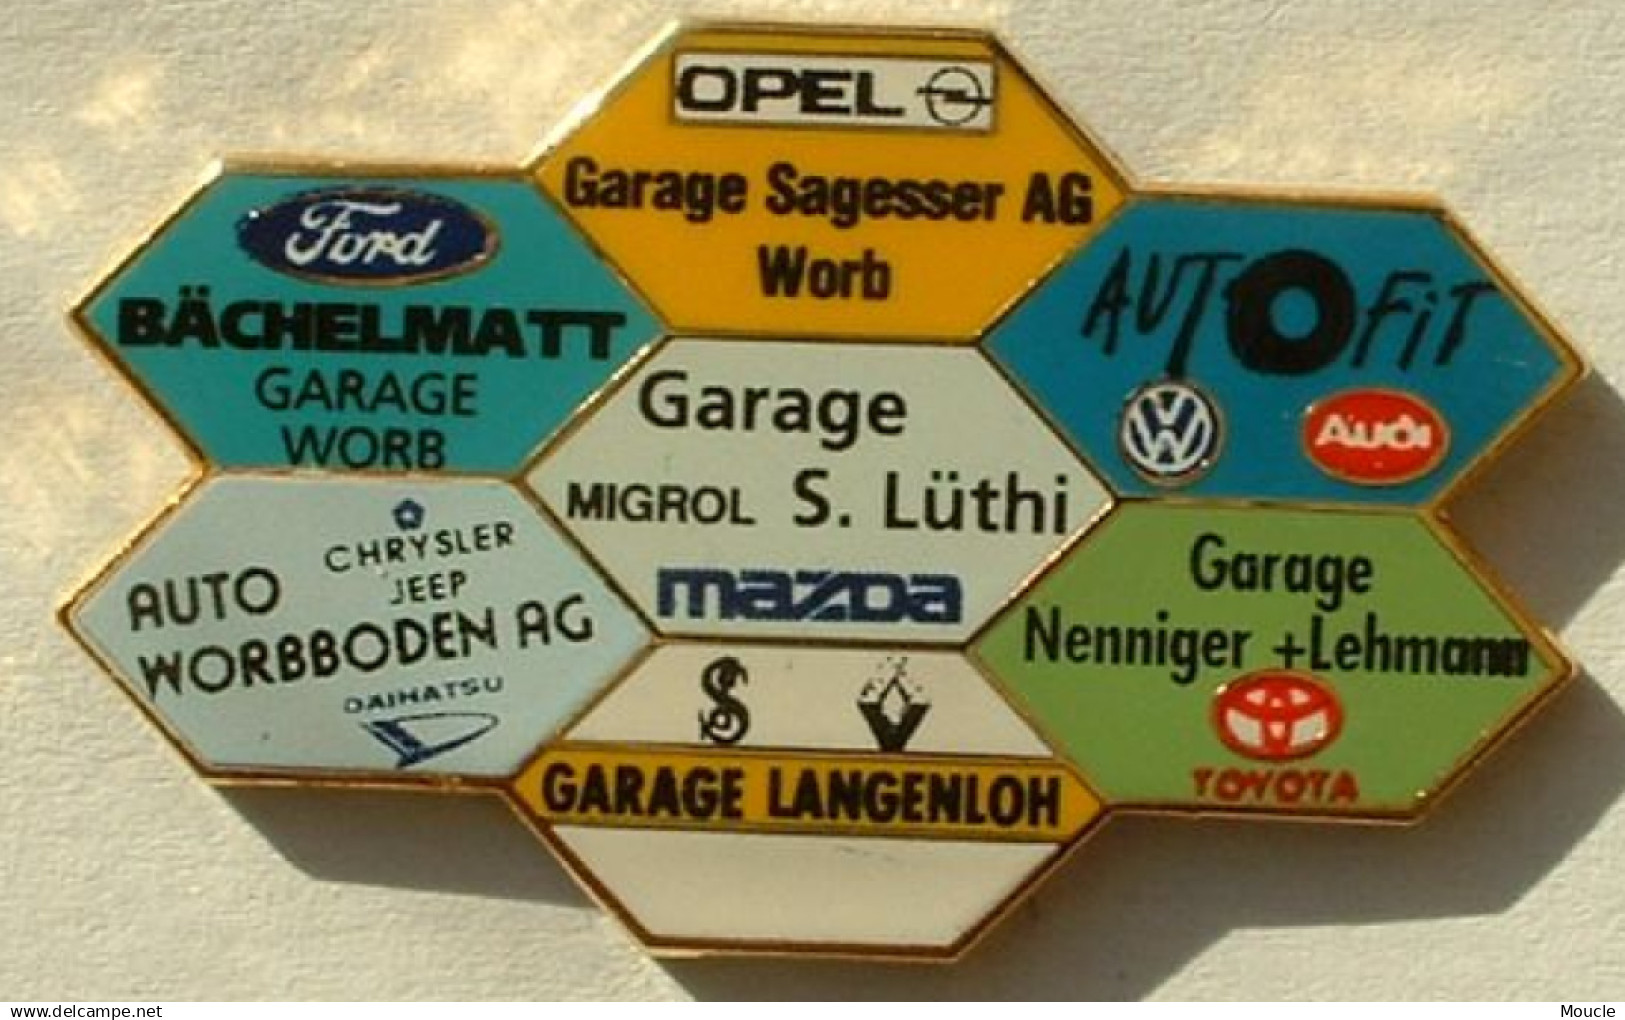 OPEL
Garage Sagesser AG
Worb
Ford
BÄCHELMATT
GARAGE
WORB
AUTOFiT
VW
AUDI
Garage
MIGROL S. Lüthi
mazda
AUTO
CHRYSLER
JEEP
WORBBODEN AG
DAIHATSU
Garage
Nenniger + Lehmann
TOYOTA
GARAGE LANGENLOH
delcampe.net
Moucle